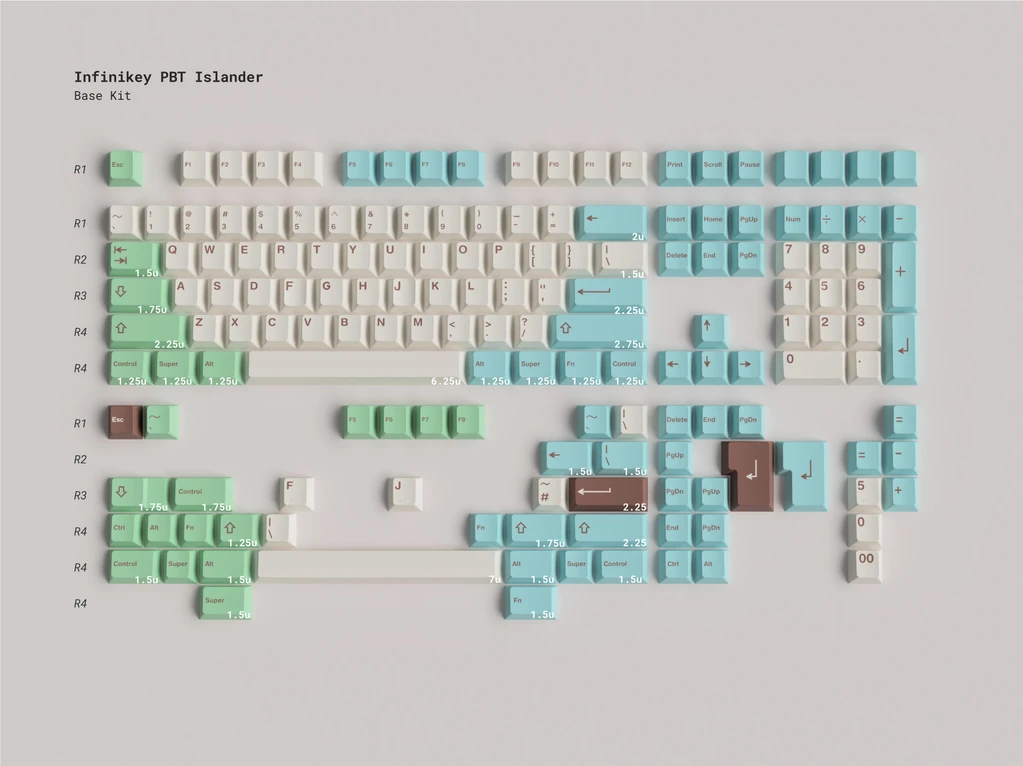 Infinikey PBT Islander
Base Kit
R1 Esc F1 F2 F3 F4 F5 F6 F7 F8 F9 F10 F11 F12 Print Scroll Pause
R1 ~ ` ! 1 @ 2 # 3 $ 4 % 5 ^ 6 & 7 * 8 ( 9 ) 0 _ - + = ← 2u Insert Home PgUp Num ÷ × -
R2 1.5u Q W E R T Y U I O P { [ } ] | \ 1.5u Delete End PgDn 7 8 9 +
R3 1.75u A S D F G H J K L : ; " ' 2.25u 4 5 6
R4 2.25u Z X C V B N M < , > . ? / 2.75u ↑ 1 2 3
R4 Control 1.25u Super 1.25u Alt 1.25u 6.25u Alt 1.25u Super 1.25u Fn 1.25u Control 1.25u ← ↓ → 0 .
R1 Esc ~ ` F5 F6 F7 F8 ~ ` | \ Delete End PgDn =
R2 ← 1.5u | \ 1.5u PgUp = -
R3 1.75u Control 1.75u F J ~ # 2.25 PgDn PgUp 5 +
R4 Ctrl Alt Fn 1.25u | \ Fn 1.75u 2.25 End PgDn 0
R4 Control 1.5u Super Alt 1.5u 7u Alt 1.5u Super Control 1.5u Ctrl Alt 00
R4 Super 1.5u Fn 1.5u